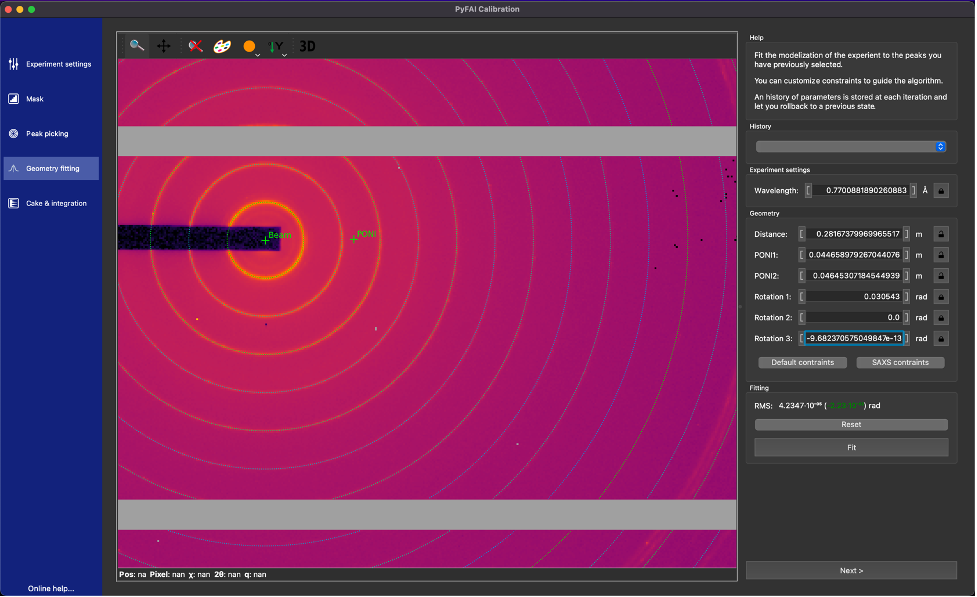 PyFAI Calibration
Experiment settings
Mask
Peak picking
Geometry fitting
Cake & integration
Online help...
3D
Beam
PONI
Pos: na Pixel: nan χ: nan 2θ: nan q: nan
Help
Fit the modelization of the experient to the peaks you
have previously selected.
You can customize constraints to guide the algorithm.
An history of parameters is stored at each iteration and
let you rollback to a previous state.
History
Experiment settings
Wavelength: [ 0.7700881890260883 ] Å
Geometry
Distance: [ 0.28167379969965517 ] m
PONI1: [ 0.044658979267044076 ] m
PONI2: [ 0.04645307184544939 ] m
Rotation 1: [ 0.030543 ] rad
Rotation 2: [ 0.0 ] rad
Rotation 3: [ -9.682370575049847e-13 ] rad
Default contraints
SAXS contraints
Fitting
RMS: 4.2347·10⁻⁰⁵ ( ) rad
Reset
Fit
Next >